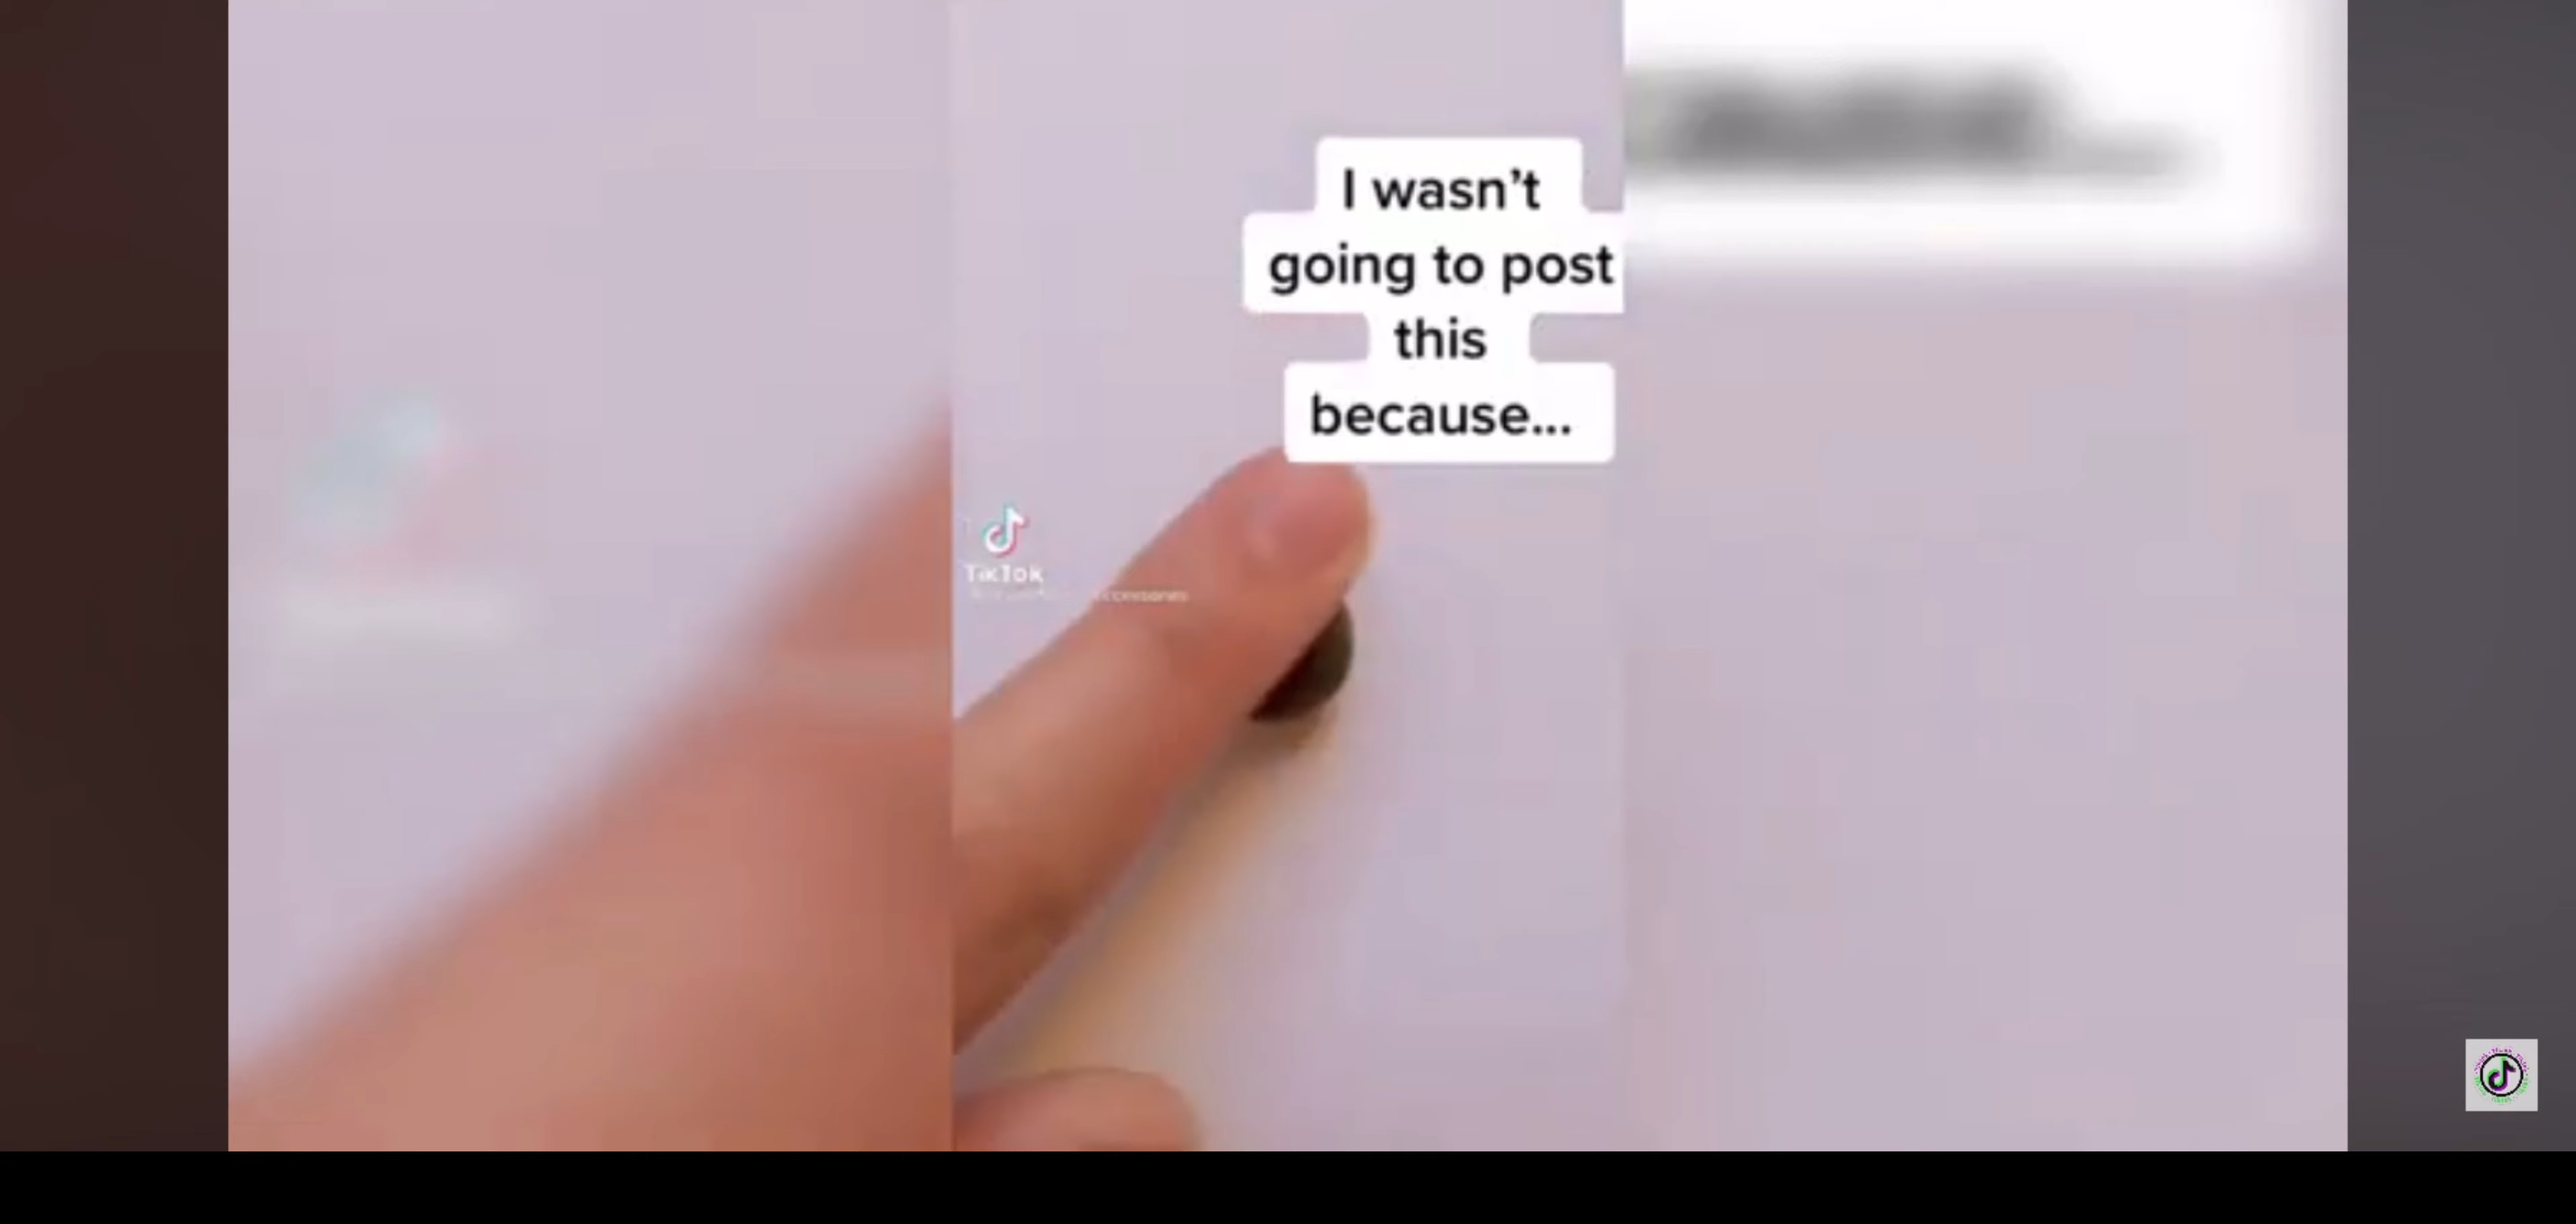 I wasn't
going to post
this
because...
TikTok